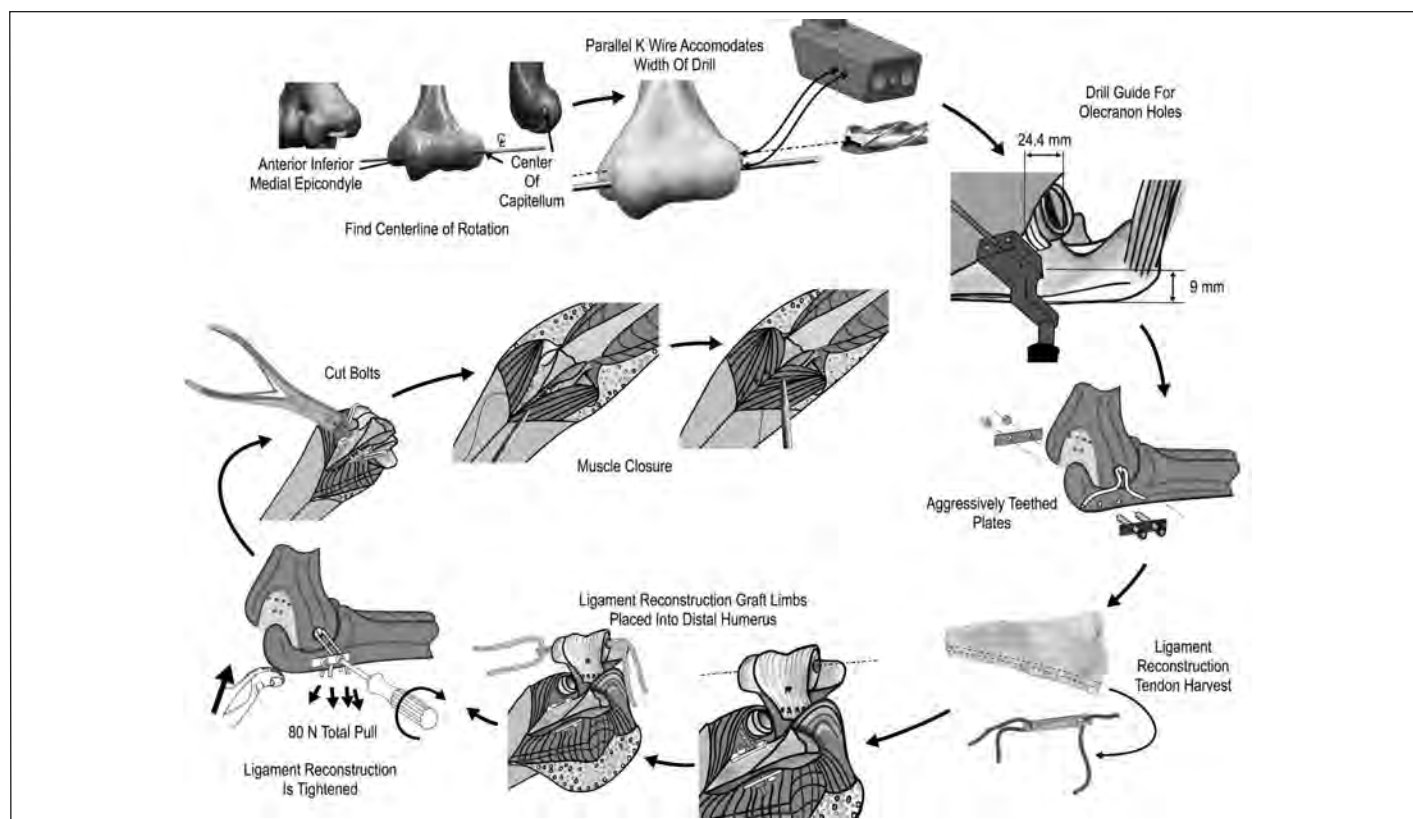 Parallel K Wire Accomodates
Width Of Drill
Anterior Inferior
Medial Epicondyle
℄
Center
Of
Capitellum
Find Centerline of Rotation
Drill Guide For
Olecranon Holes
24.4 mm
9 mm
Aggressively Teethed
Plates
Ligament
Reconstruction
Tendon Harvest
Ligament Reconstruction Graft Limbs
Placed Into Distal Humerus
80 N Total Pull
Ligament Reconstruction
Is Tightened
Cut Bolts
Muscle Closure